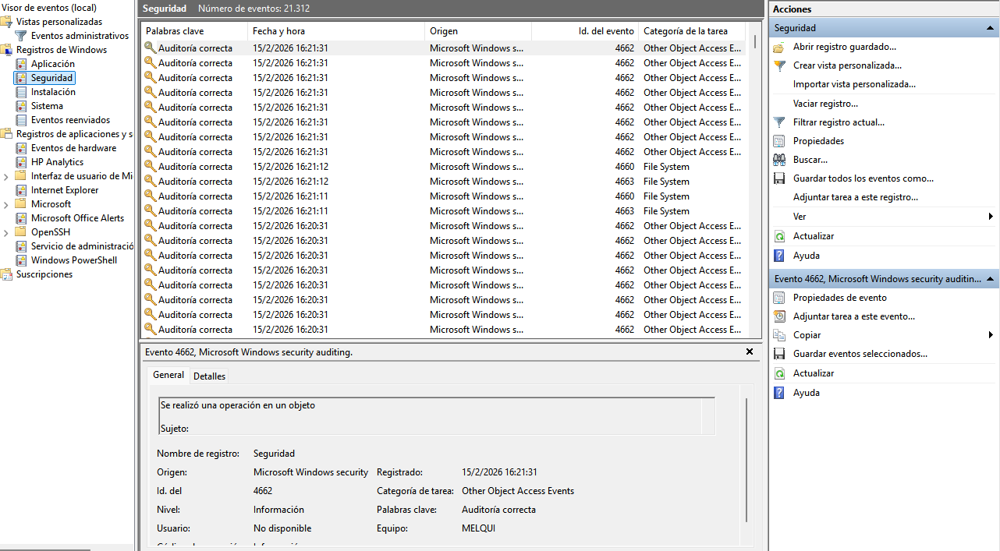 Visor de eventos (local)
Vistas personalizadas
Eventos administrativos
Registros de Windows
Aplicación
Seguridad
Instalación
Sistema
Eventos reenviados
Registros de aplicaciones y s
Eventos de hardware
HP Analytics
Interfaz de usuario de Mi
Internet Explorer
Microsoft
Microsoft Office Alerts
OpenSSH
Servicio de administració
Windows PowerShell
Suscripciones
Seguridad Número de eventos: 21.312
Palabras clave Fecha y hora Origen Id. del evento Categoría de la tarea
Auditoría correcta 15/2/2026 16:21:31 Microsoft Windows s... 4662 Other Object Access E...
Auditoría correcta 15/2/2026 16:21:31 Microsoft Windows s... 4662 Other Object Access E...
Auditoría correcta 15/2/2026 16:21:31 Microsoft Windows s... 4662 Other Object Access E...
Auditoría correcta 15/2/2026 16:21:31 Microsoft Windows s... 4662 Other Object Access E...
Auditoría correcta 15/2/2026 16:21:31 Microsoft Windows s... 4662 Other Object Access E...
Auditoría correcta 15/2/2026 16:21:31 Microsoft Windows s... 4662 Other Object Access E...
Auditoría correcta 15/2/2026 16:21:31 Microsoft Windows s... 4662 Other Object Access E...
Auditoría correcta 15/2/2026 16:21:31 Microsoft Windows s... 4662 Other Object Access E...
Auditoría correcta 15/2/2026 16:21:12 Microsoft Windows s... 4660 File System
Auditoría correcta 15/2/2026 16:21:12 Microsoft Windows s... 4663 File System
Auditoría correcta 15/2/2026 16:21:11 Microsoft Windows s... 4660 File System
Auditoría correcta 15/2/2026 16:21:11 Microsoft Windows s... 4663 File System
Auditoría correcta 15/2/2026 16:20:31 Microsoft Windows s... 4662 Other Object Access E...
Auditoría correcta 15/2/2026 16:20:31 Microsoft Windows s... 4662 Other Object Access E...
Auditoría correcta 15/2/2026 16:20:31 Microsoft Windows s... 4662 Other Object Access E...
Auditoría correcta 15/2/2026 16:20:31 Microsoft Windows s... 4662 Other Object Access E...
Auditoría correcta 15/2/2026 16:20:31 Microsoft Windows s... 4662 Other Object Access E...
Auditoría correcta 15/2/2026 16:20:31 Microsoft Windows s... 4662 Other Object Access E...
Auditoría correcta 15/2/2026 16:20:31 Microsoft Windows s... 4662 Other Object Access E...
Auditoría correcta 15/2/2026 16:20:31 Microsoft Windows s... 4662 Other Object Access E...
Evento 4662, Microsoft Windows security auditing.
General Detalles
Se realizó una operación en un objeto
Sujeto:
Nombre de registro: Seguridad
Origen: Microsoft Windows security Registrado: 15/2/2026 16:21:31
Id. del 4662 Categoría de tarea: Other Object Access Events
Nivel: Información Palabras clave: Auditoría correcta
Usuario: No disponible Equipo: MELQUI
Acciones
Seguridad
Abrir registro guardado...
Crear vista personalizada...
Importar vista personalizada...
Vaciar registro...
Filtrar registro actual...
Propiedades
Buscar...
Guardar todos los eventos como...
Adjuntar tarea a este registro...
Ver
Actualizar
Ayuda
Evento 4662, Microsoft Windows security auditin...
Propiedades de evento
Adjuntar tarea a este evento...
Copiar
Guardar eventos seleccionados...
Actualizar
Ayuda